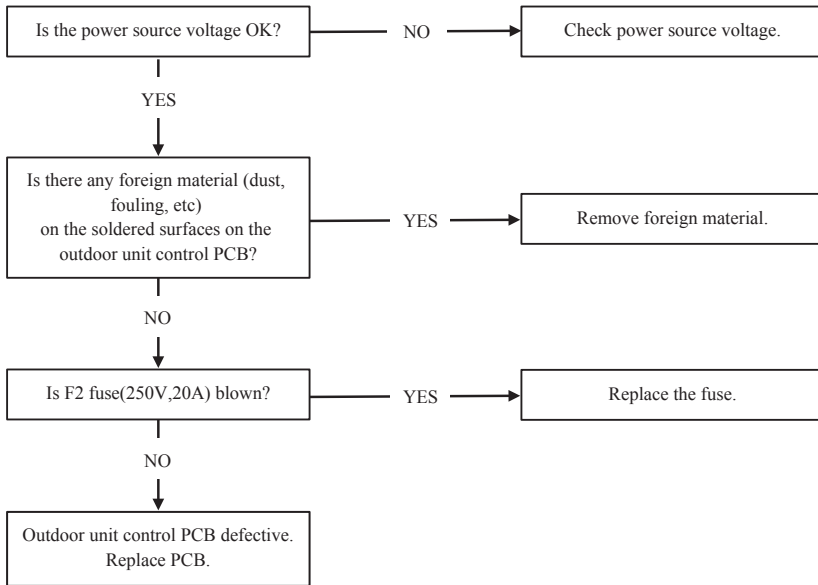 Is the power source voltage OK?
NO
Check power source voltage.
YES
Is there any foreign material (dust,
fouling, etc)
on the soldered surfaces on the
outdoor unit control PCB?
YES
Remove foreign material.
NO
Is F2 fuse(250V,20A) blown?
YES
Replace the fuse.
NO
Outdoor unit control PCB defective.
Replace PCB.